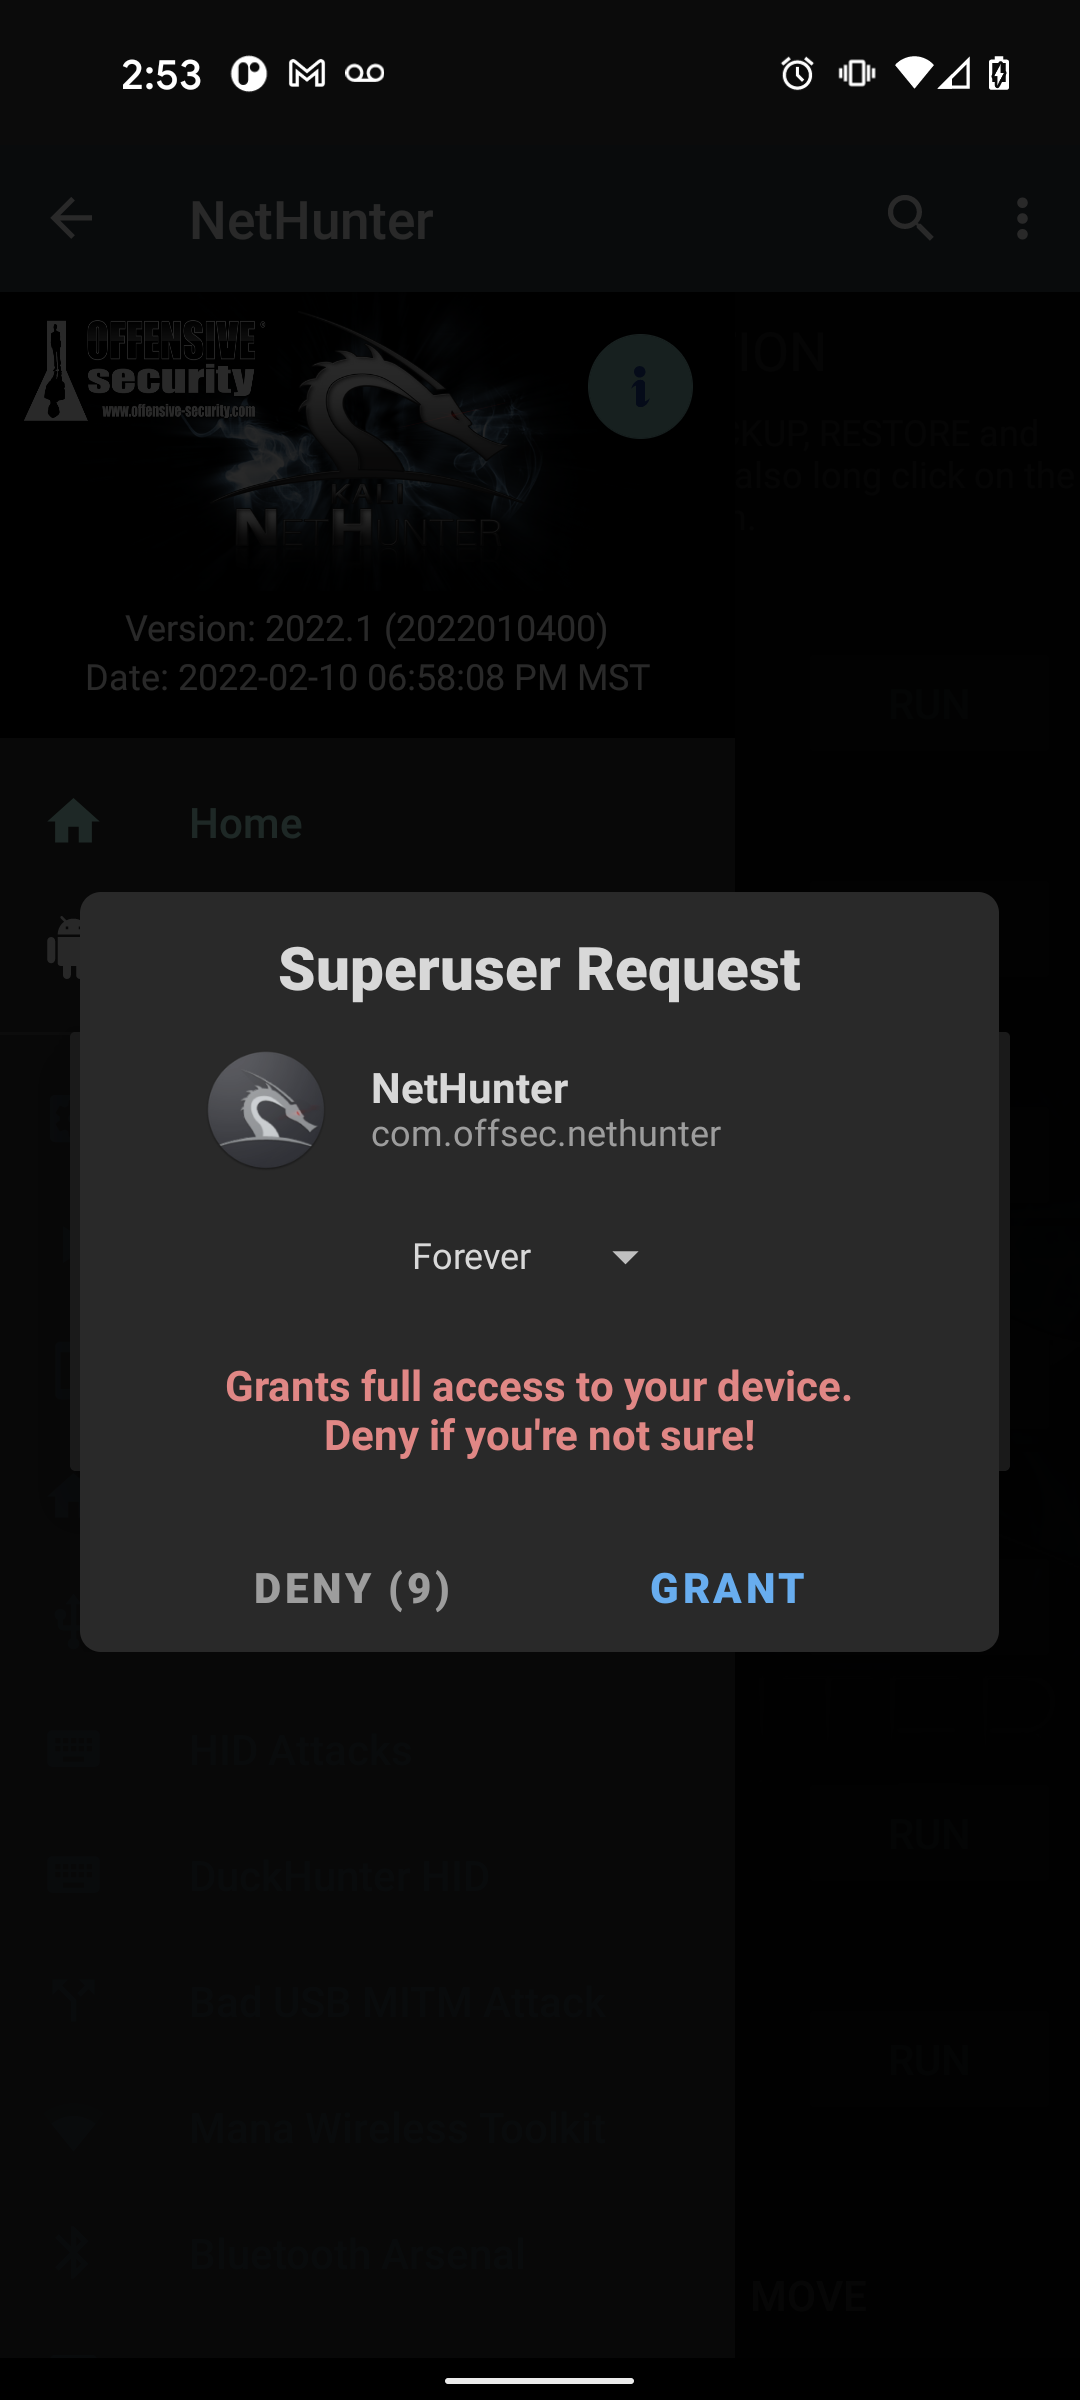 2:53
NetHunter
OFFENSIVE
security
www.offensive-security.com
KALI
NETHUNTER
ION
KUP, RESTORE and
also long click on the
Version: 2022.1 (2022010400)
Date: 2022-02-10 06:58:08 PM MST
RUN
Home
Superuser Request
NetHunter
com.offsec.nethunter
Forever
Grants full access to your device.
Deny if you're not sure!
DENY (9)
GRANT
HID Attacks
RUN
DuckHunter HID
Bad USB MITM Attack
RUN
Mana Wireless Toolkit
Bluetooth Arsenal
MOVE